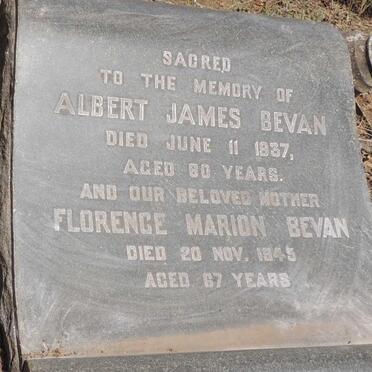 SACRED
TO THE MEMORY OF
ALBERT JAMES BEVAN
DIED JUNE 11 1937,
AGED 80 YEARS.
AND OUR BELOVED MOTHER
FLORENCE MARION BEVAN
DIED 20 NOV. 1945
AGED 67 YEARS